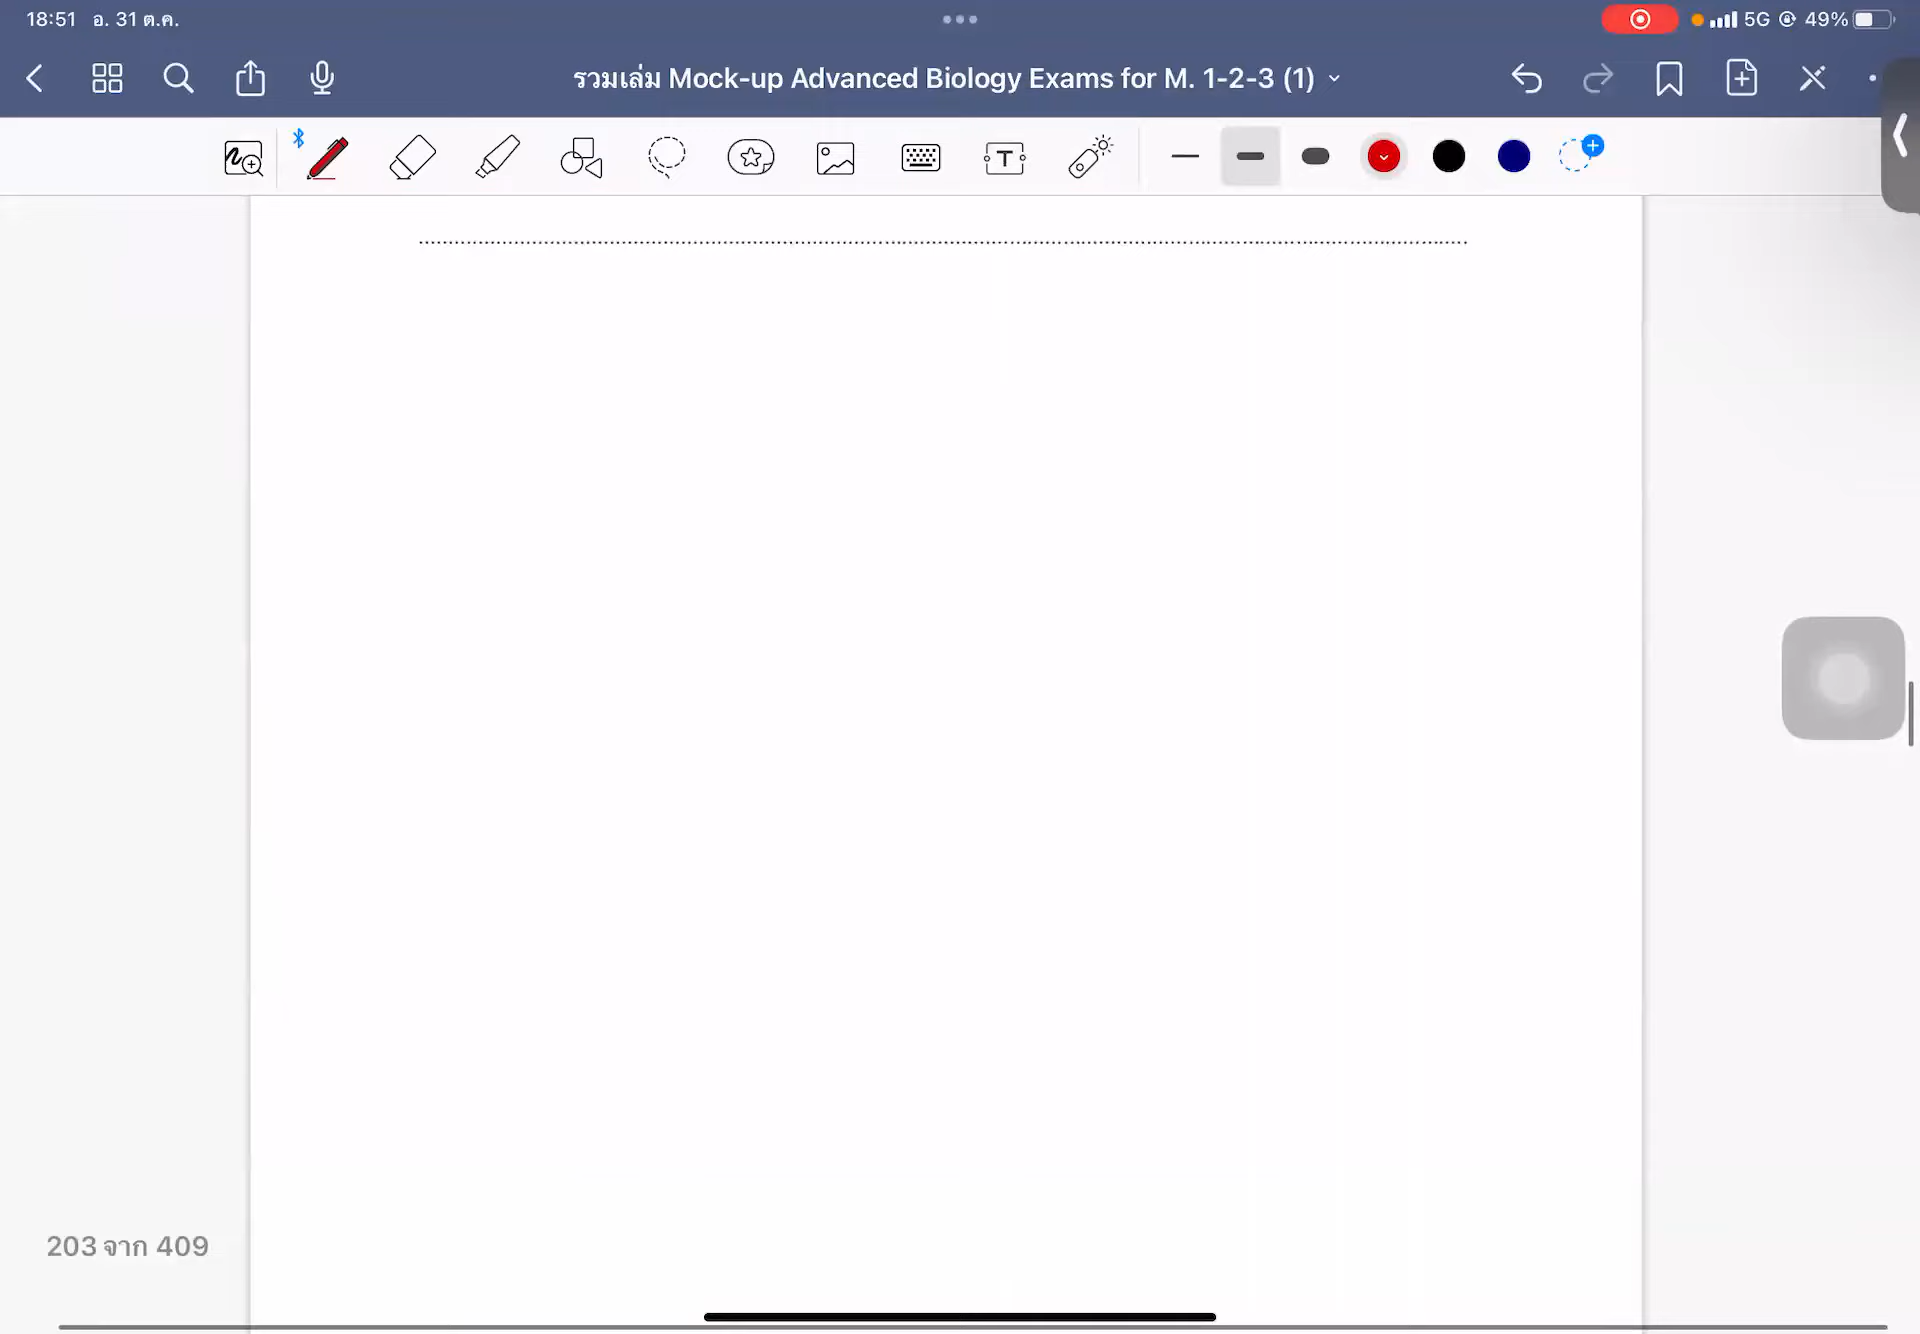 18:51 อ. 31 ต.ค.
5G 49%
รวมเล่ม Mock-up Advanced Biology Exams for M. 1-2-3 (1)
T
203 จาก 409